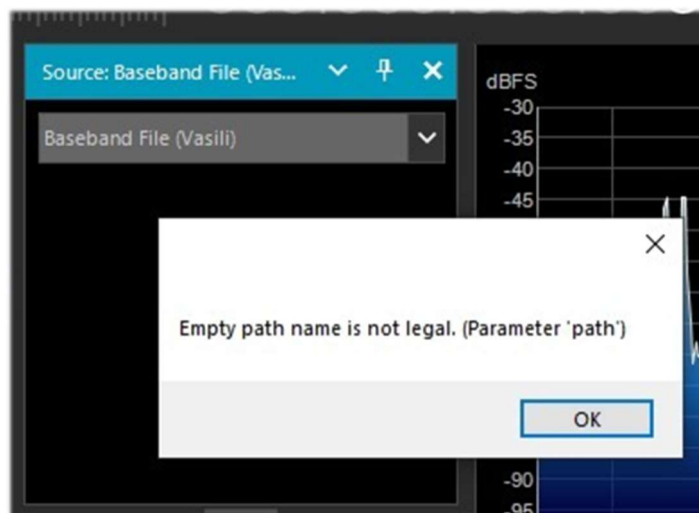 Source: Baseband File (Vas...
Baseband File (Vasili)
dBFS
-30
-35
-40
-45
Empty path name is not legal. (Parameter 'path')
OK
-90
-95